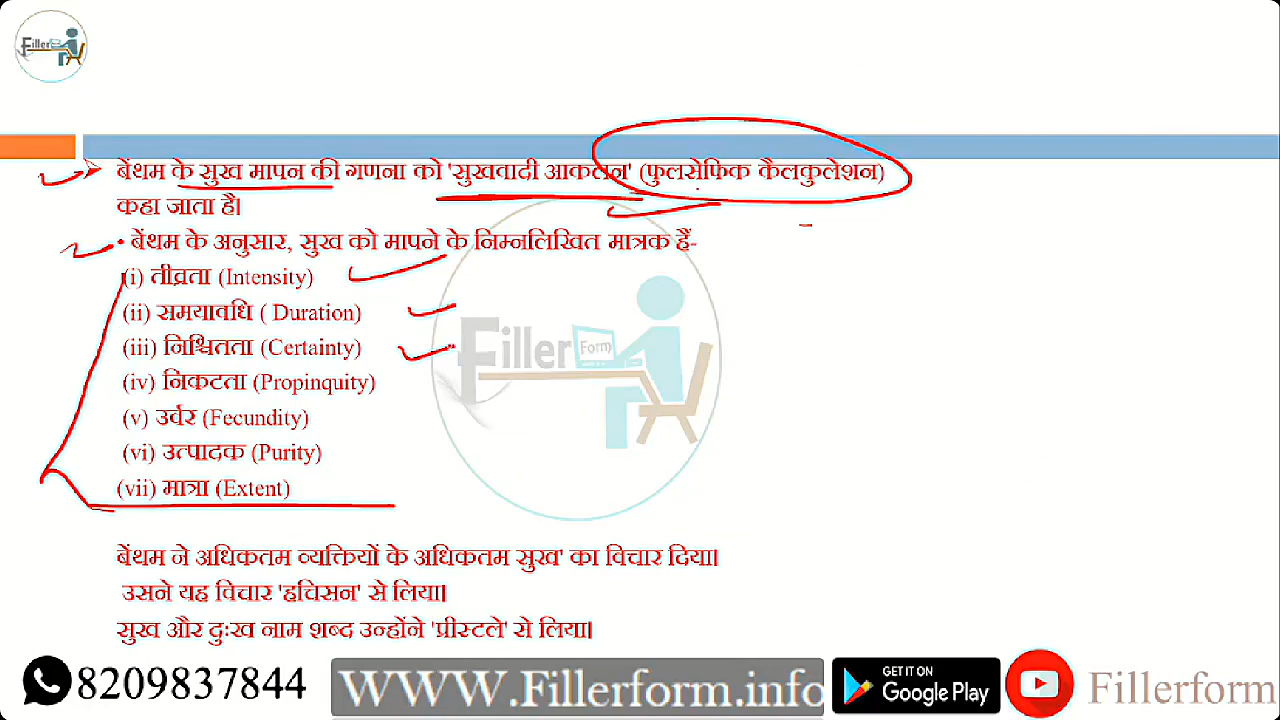 Filler
बेंथम के सुख मापन की गणना को 'सुखवादी आकलन' (फुलसेफिक कैलकुलेशन)
कहा जाता है।
• बेंथम के अनुसार, सुख को मापने के निम्नलिखित मात्रक हैं-
(i) तीव्रता (Intensity)
(ii) समयावधि ( Duration)
(iii) निश्चितता (Certainty)
(iv) निकटता (Propinquity)
(v) उर्वर (Fecundity)
(vi) उत्पादक (Purity)
(vii) मात्रा (Extent)
Filler Form
बेंथम ने अधिकतम व्यक्तियों के अधिकतम सुख' का विचार दिया।
उसने यह विचार 'हचिसन' से लिया।
सुख और दुःख नाम शब्द उन्होंने 'प्रीस्टले' से लिया।
8209837844 WWW.Fillerform.info GET IT ON Google Play Fillerform